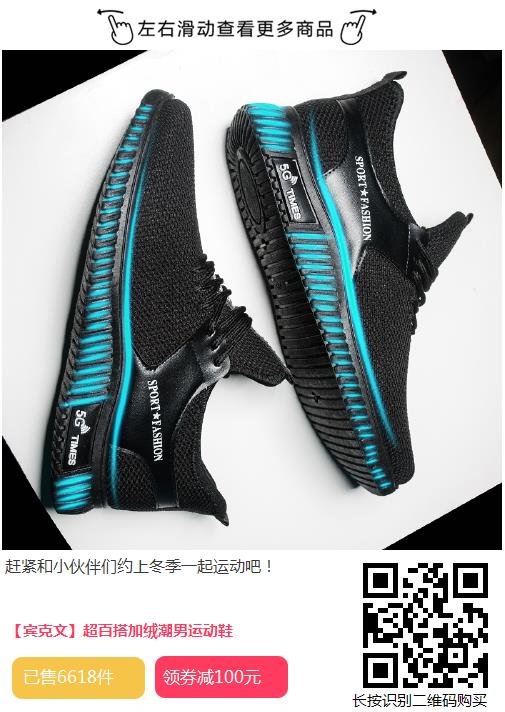 左右滑动查看更多商品
5G
TIMES
SPORT★FASHION
5G
TIMES
SPORT★FASHION
赶紧和小伙伴们约上冬季一起运动吧！
【宾克文】超百搭加绒潮男运动鞋
已售6618件
领券减100元
长按识别二维码购买